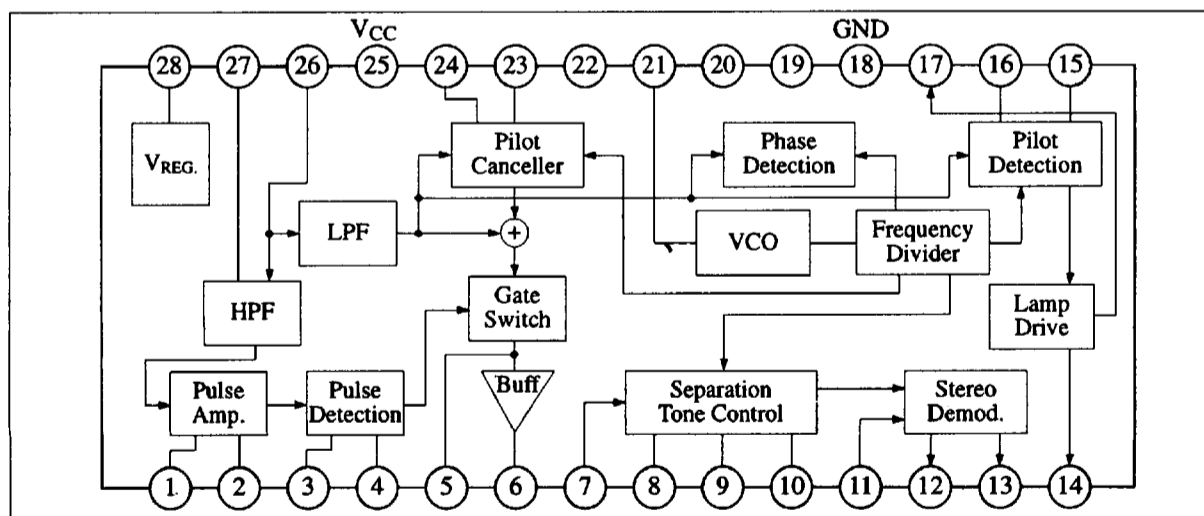 VCC GND
28 27 26 25 24 23 22 21 20 19 18 17 16 15
VREG.
Pilot
Canceller
Phase
Detection
Pilot
Detection
LPF
+
VCO
Frequency
Divider
HPF
Gate
Switch
Lamp
Drive
Pulse
Amp.
Pulse
Detection
Buff
Separation
Tone Control
Stereo
Demod.
1 2 3 4 5 6 7 8 9 10 11 12 13 14